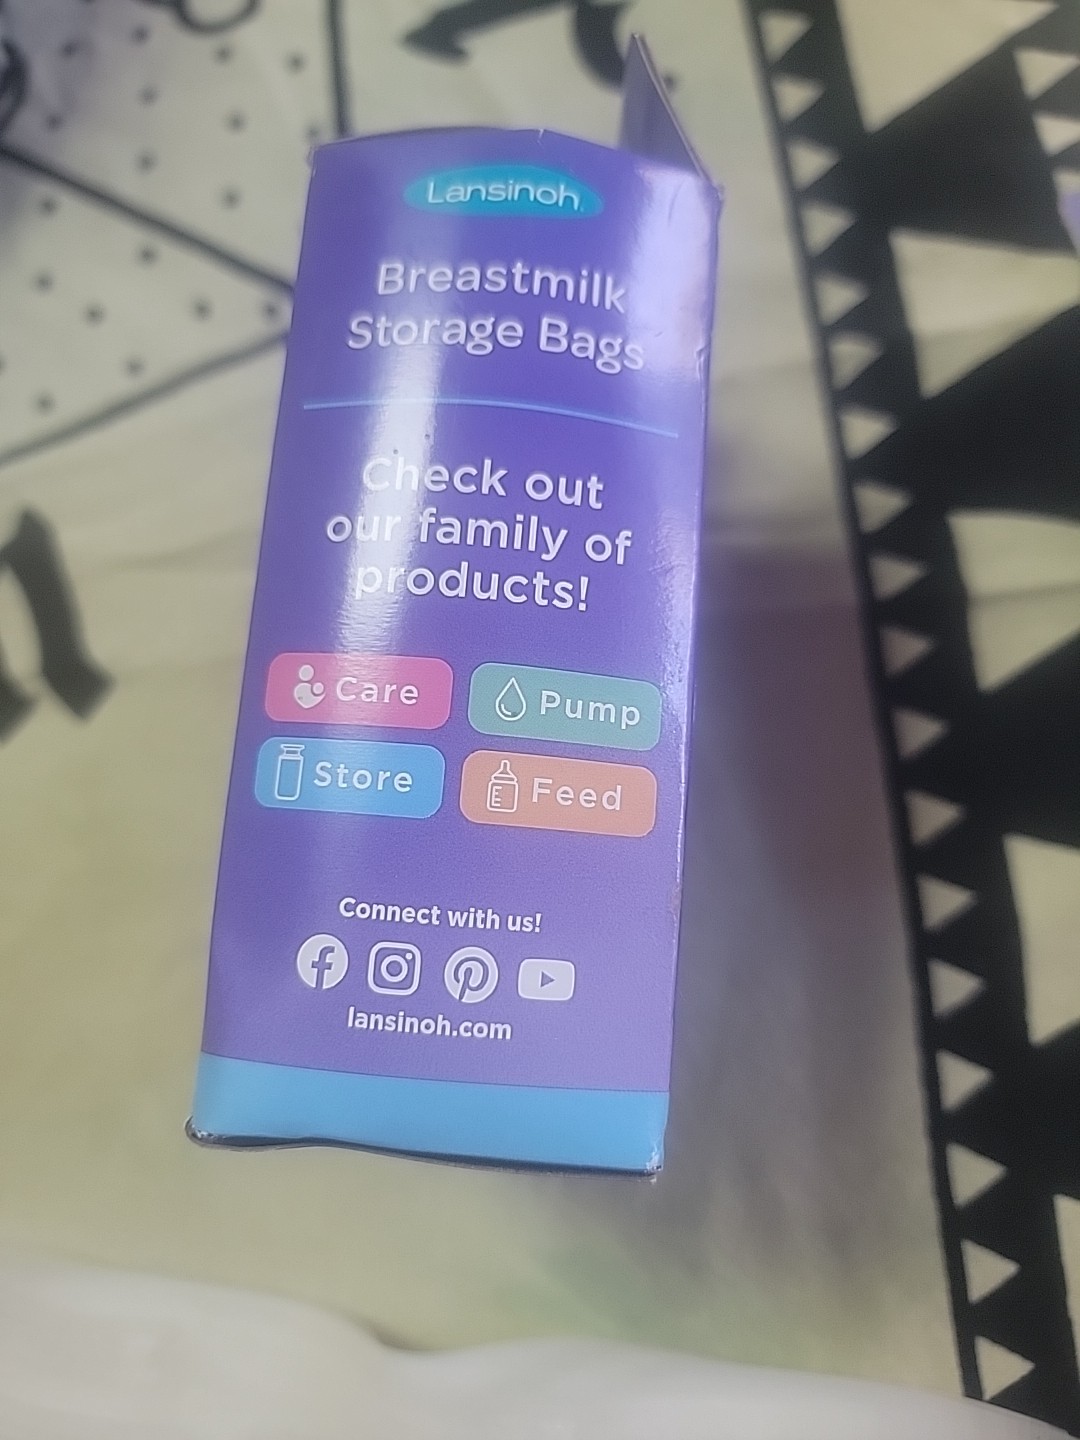 Lansinoh
Breastmilk
Storage Bags
Check out
our family of
products!
Care
Pump
Store
Feed
Connect with us!
lansinoh.com